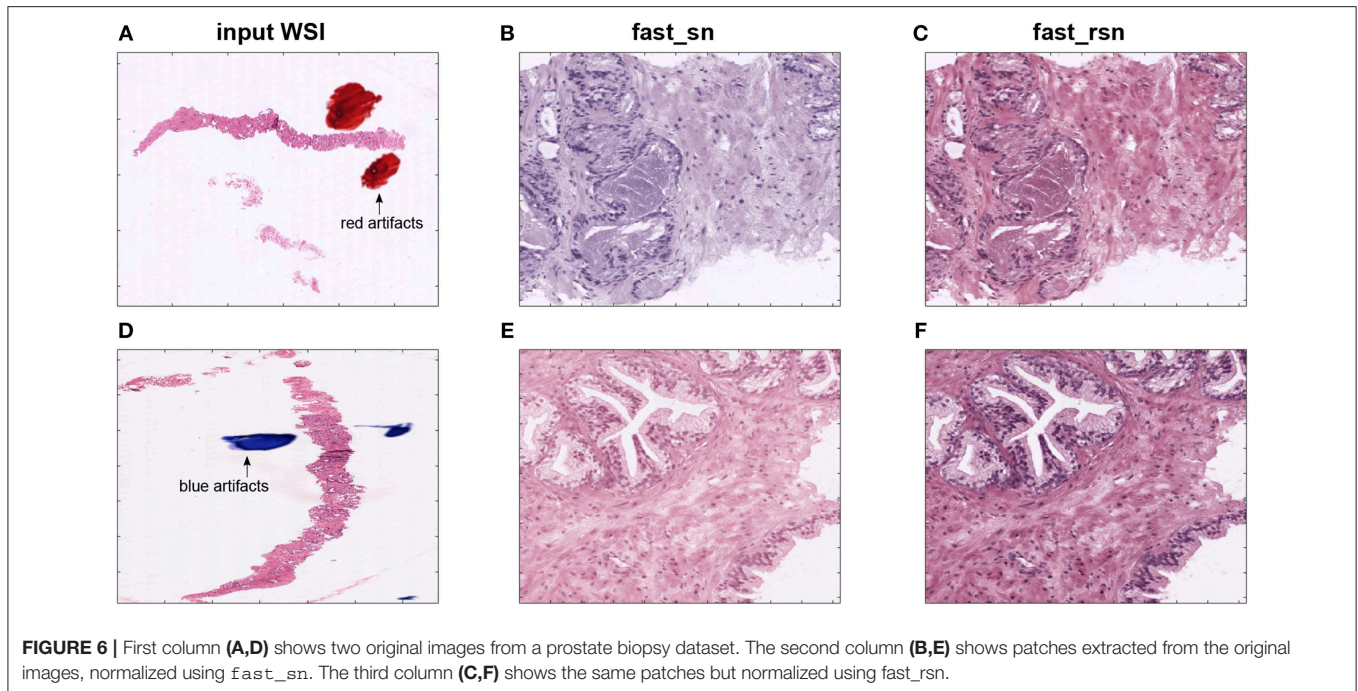 A input WSI
B fast_sn
C fast_rsn
red artifacts
D
E
F
blue artifacts
FIGURE 6 | First column (A,D) shows two original images from a prostate biopsy dataset. The second column (B,E) shows patches extracted from the original
images, normalized using fast_sn. The third column (C,F) shows the same patches but normalized using fast_rsn.